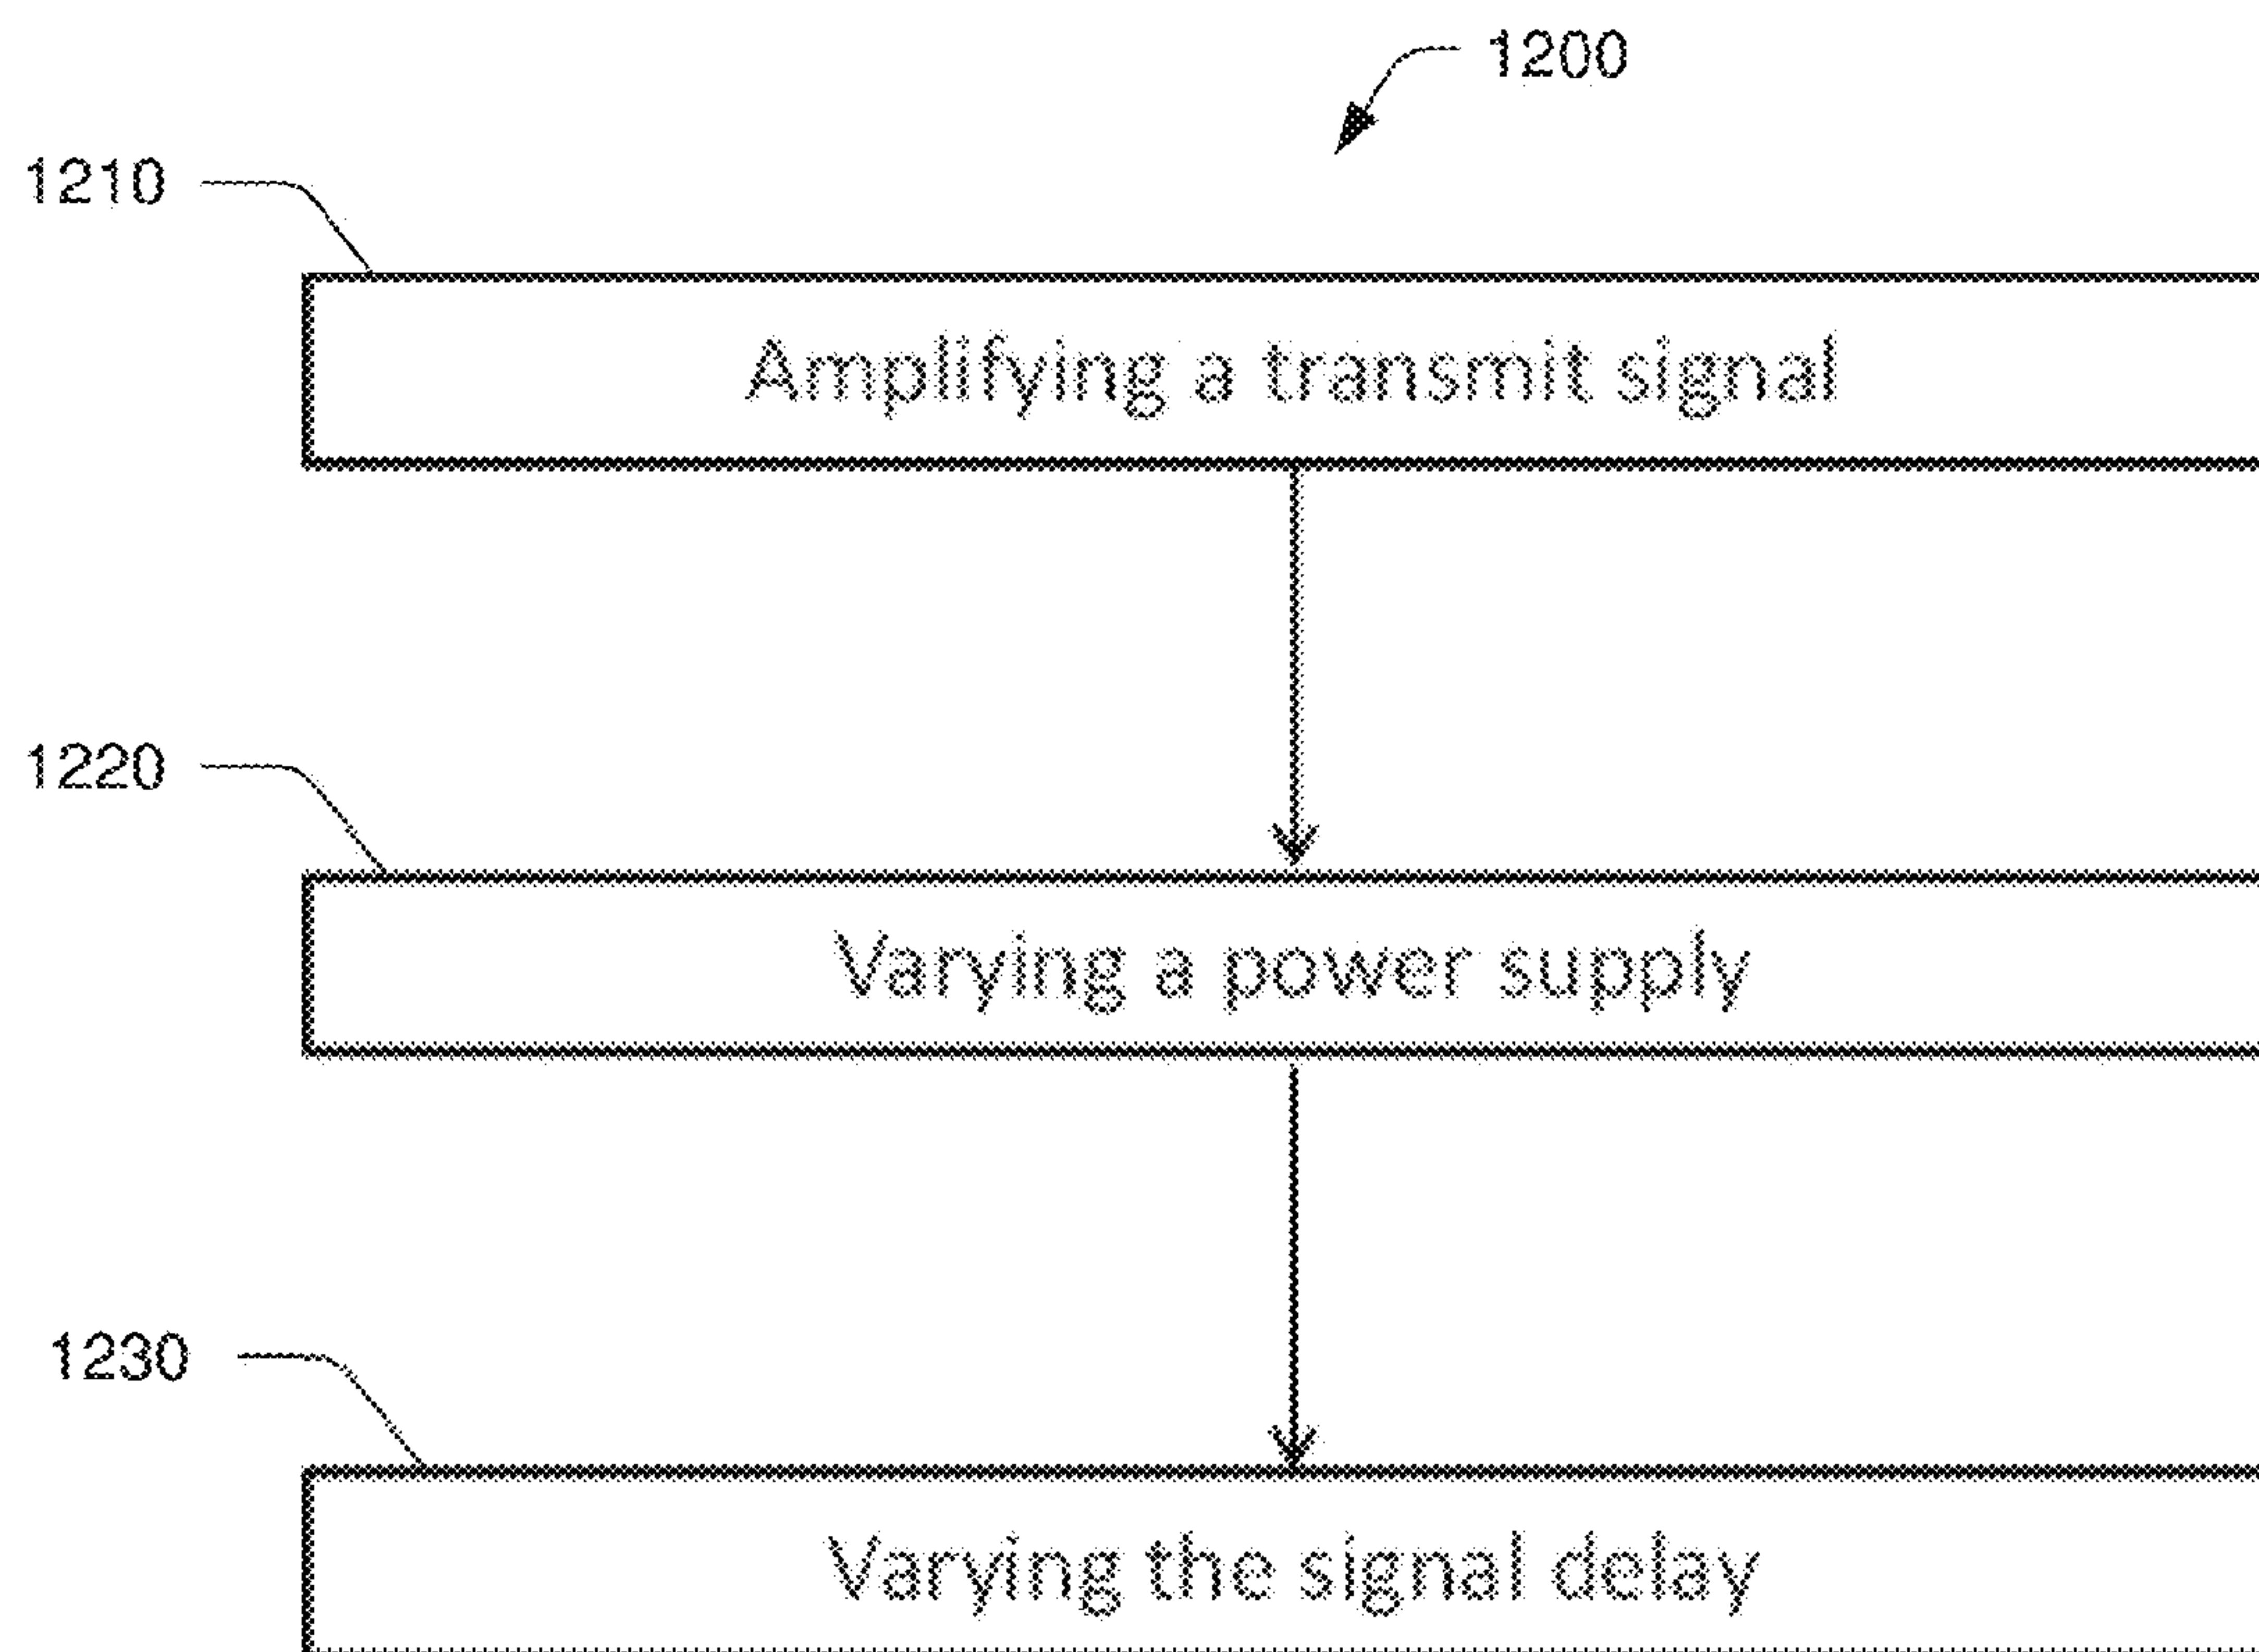 1200
1210
Amplifying a transmit signal
1220
Varying a power supply
1230
Varying the signal delay